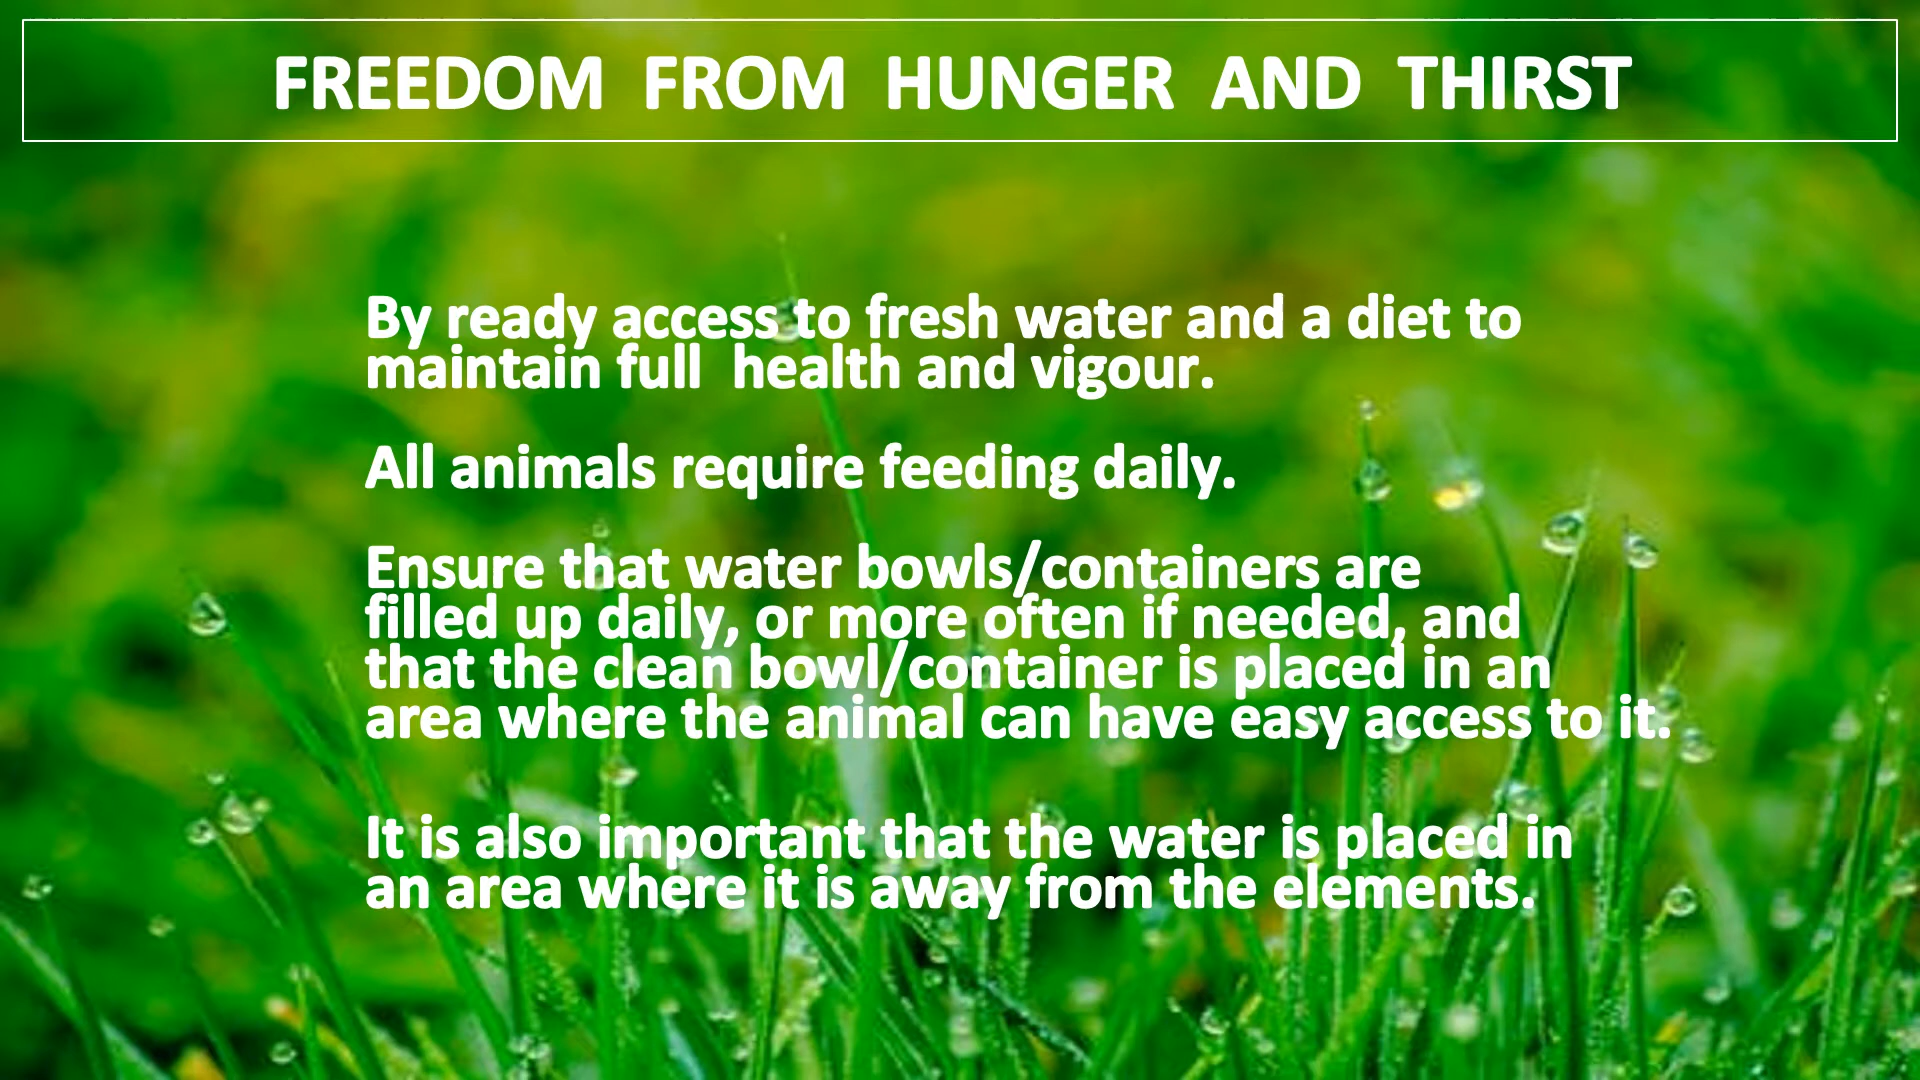 FREEDOM FROM HUNGER AND THIRST
By ready access to fresh water and a diet to
maintain full  health and vigour.
All animals require feeding daily.
Ensure that water bowls/containers are
filled up daily, or more often if needed, and
that the clean bowl/container is placed in an
area where the animal can have easy access to it.
It is also important that the water is placed in
an area where it is away from the elements.